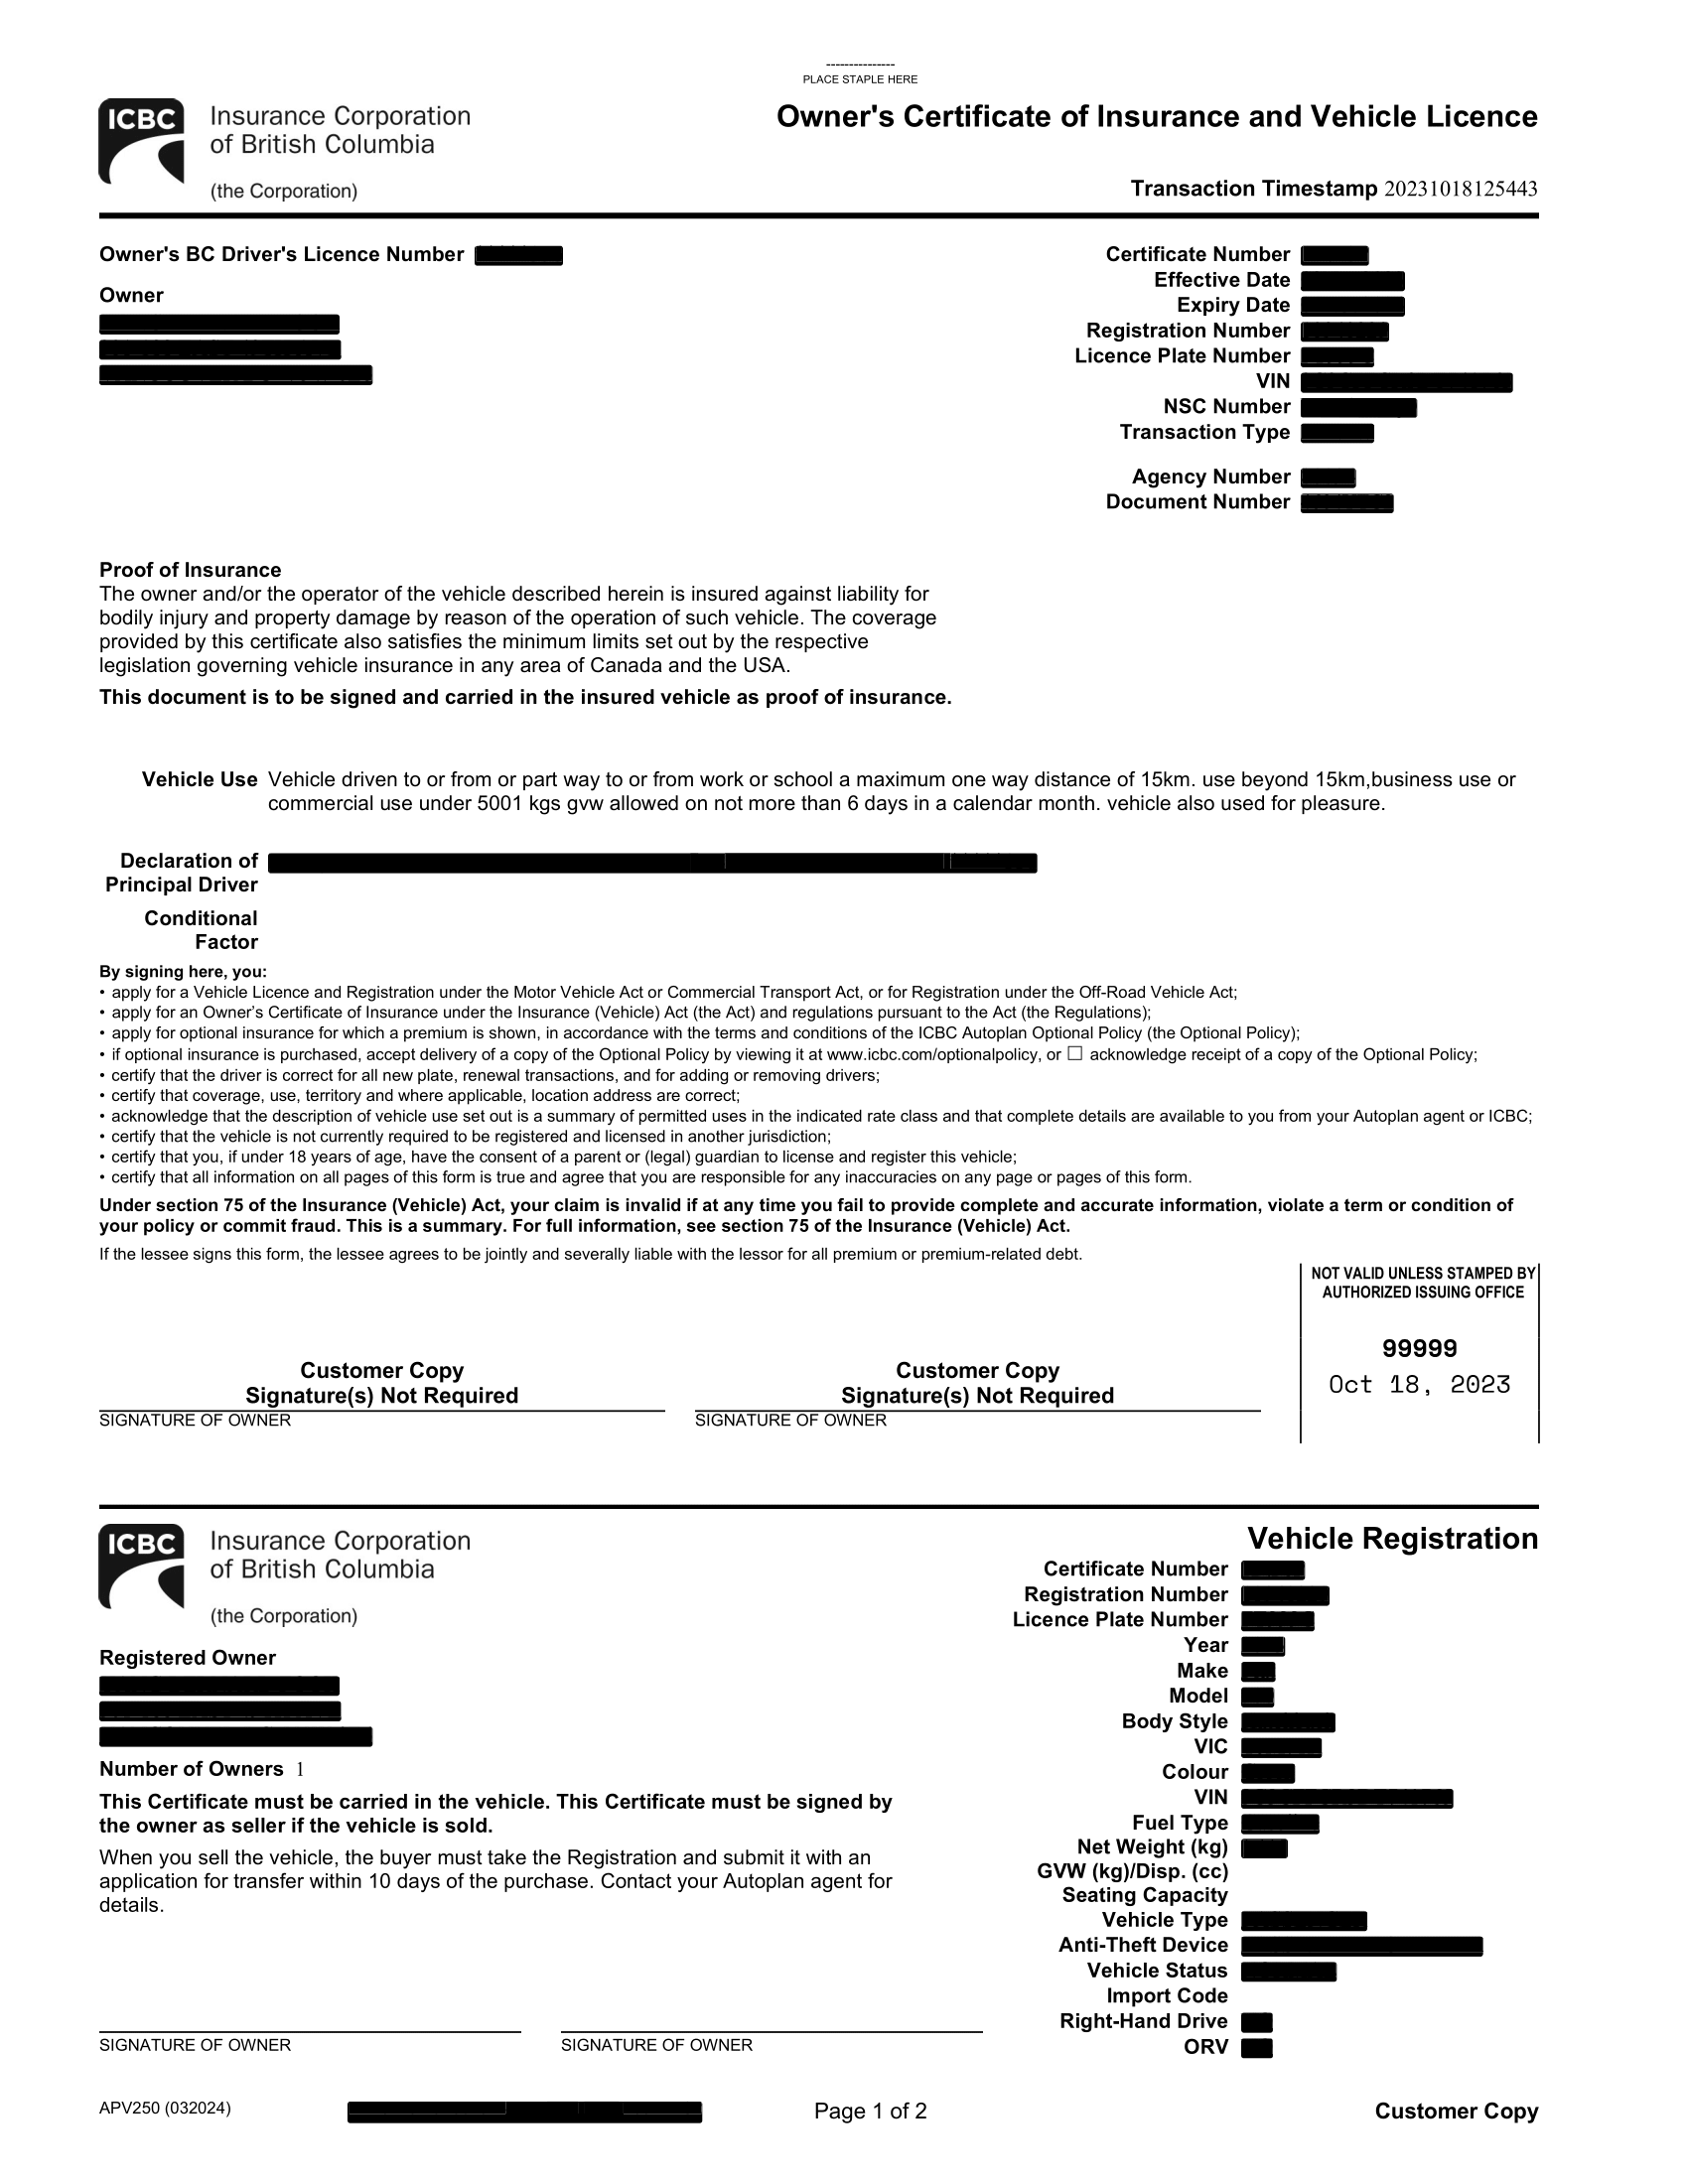 ---------------
PLACE STAPLE HERE
ICBC
Insurance Corporation
of British Columbia
(the Corporation)
Owner's Certificate of Insurance and Vehicle Licence
Transaction Timestamp 20231018125443
Owner's BC Driver's Licence Number
Owner
Certificate Number
Effective Date
Expiry Date
Registration Number
Licence Plate Number
VIN
NSC Number
Transaction Type
Agency Number
Document Number
Proof of Insurance
The owner and/or the operator of the vehicle described herein is insured against liability for
bodily injury and property damage by reason of the operation of such vehicle. The coverage
provided by this certificate also satisfies the minimum limits set out by the respective
legislation governing vehicle insurance in any area of Canada and the USA.
This document is to be signed and carried in the insured vehicle as proof of insurance.
Vehicle Use Vehicle driven to or from or part way to or from work or school a maximum one way distance of 15km. use beyond 15km,business use or
commercial use under 5001 kgs gvw allowed on not more than 6 days in a calendar month. vehicle also used for pleasure.
Declaration of
Principal Driver
Conditional
Factor
By signing here, you:
• apply for a Vehicle Licence and Registration under the Motor Vehicle Act or Commercial Transport Act, or for Registration under the Off-Road Vehicle Act;
• apply for an Owner’s Certificate of Insurance under the Insurance (Vehicle) Act (the Act) and regulations pursuant to the Act (the Regulations);
• apply for optional insurance for which a premium is shown, in accordance with the terms and conditions of the ICBC Autoplan Optional Policy (the Optional Policy);
• if optional insurance is purchased, accept delivery of a copy of the Optional Policy by viewing it at www.icbc.com/optionalpolicy, or ☐ acknowledge receipt of a copy of the Optional Policy;
• certify that the driver is correct for all new plate, renewal transactions, and for adding or removing drivers;
• certify that coverage, use, territory and where applicable, location address are correct;
• acknowledge that the description of vehicle use set out is a summary of permitted uses in the indicated rate class and that complete details are available to you from your Autoplan agent or ICBC;
• certify that the vehicle is not currently required to be registered and licensed in another jurisdiction;
• certify that you, if under 18 years of age, have the consent of a parent or (legal) guardian to license and register this vehicle;
• certify that all information on all pages of this form is true and agree that you are responsible for any inaccuracies on any page or pages of this form.
Under section 75 of the Insurance (Vehicle) Act, your claim is invalid if at any time you fail to provide complete and accurate information, violate a term or condition of
your policy or commit fraud. This is a summary. For full information, see section 75 of the Insurance (Vehicle) Act.
If the lessee signs this form, the lessee agrees to be jointly and severally liable with the lessor for all premium or premium-related debt.
NOT VALID UNLESS STAMPED BY
AUTHORIZED ISSUING OFFICE
99999
Oct 18, 2023
Customer Copy
Signature(s) Not Required
SIGNATURE OF OWNER
Customer Copy
Signature(s) Not Required
SIGNATURE OF OWNER
ICBC
Insurance Corporation
of British Columbia
(the Corporation)
Registered Owner
Number of Owners 1
This Certificate must be carried in the vehicle. This Certificate must be signed by
the owner as seller if the vehicle is sold.
When you sell the vehicle, the buyer must take the Registration and submit it with an
application for transfer within 10 days of the purchase. Contact your Autoplan agent for
details.
Vehicle Registration
Certificate Number
Registration Number
Licence Plate Number
Year
Make
Model
Body Style
VIC
Colour
VIN
Fuel Type
Net Weight (kg)
GVW (kg)/Disp. (cc)
Seating Capacity
Vehicle Type
Anti-Theft Device
Vehicle Status
Import Code
Right-Hand Drive
ORV
SIGNATURE OF OWNER
SIGNATURE OF OWNER
APV250 (032024)
Page 1 of 2
Customer Copy